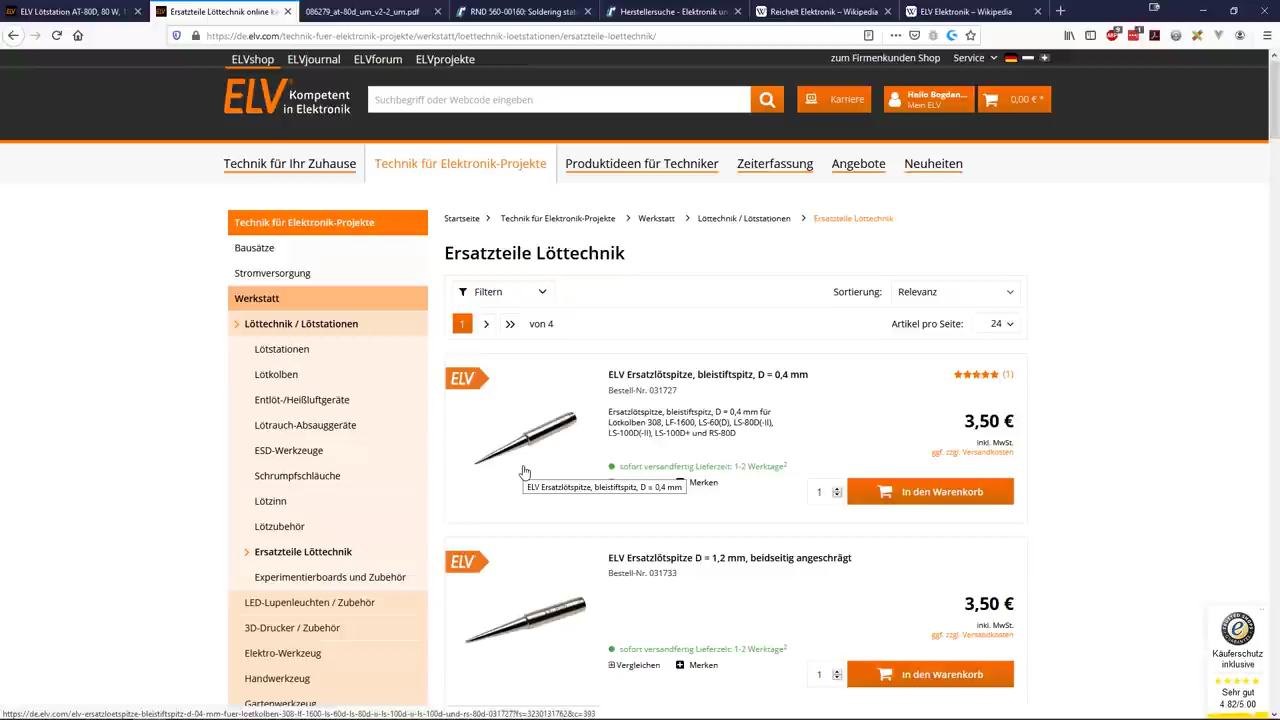 ELV Lötstation AT-80D, 80 W,
Ersatzteile Löttechnik online ka
086279_at-80d_um_v2-2_um.pdf
RND 560-00160: Soldering stat
Herstellersuche - Elektronik un
Reichelt Elektronik – Wikipedia
ELV Elektronik – Wikipedia
https://de.elv.com/technik-fuer-elektronik-projekte/werkstatt/loettechnik-loetstationen/ersatzteile-loettechnik/
ELVshop ELVjournal ELVforum ELVprojekte
zum Firmenkunden Shop Service
ELV Kompetent
in Elektronik
Suchbegriff oder Webcode eingeben
Karriere
Hallo Bogdan...
Mein ELV
0,00 € *
Technik für Ihr Zuhause Technik für Elektronik-Projekte Produktideen für Techniker Zeiterfassung Angebote Neuheiten
Technik für Elektronik-Projekte
Bausätze
Stromversorgung
Werkstatt
Löttechnik / Lötstationen
Lötstationen
Lötkolben
Entlöt-/Heißluftgeräte
Lötrauch-Absauggeräte
ESD-Werkzeuge
Schrumpfschläuche
Lötzinn
Lötzubehör
Ersatzteile Löttechnik
Experimentierboards und Zubehör
LED-Lupenleuchten / Zubehör
3D-Drucker / Zubehör
Elektro-Werkzeug
Handwerkzeug
Gartenwerkzeug
Startseite > Technik für Elektronik-Projekte > Werkstatt > Löttechnik / Lötstationen > Ersatzteile Löttechnik
Ersatzteile Löttechnik
Filtern
Sortierung: Relevanz
1 > >> von 4
Artikel pro Seite: 24
ELV
ELV Ersatzlötspitze, bleistiftspitz, D = 0,4 mm
(1)
Bestell-Nr. 031727
Ersatzlötspitze, bleistiftspitz, D = 0,4 mm für
Lötkolben 308, LF-1600, LS-60(D), LS-80D(-II),
LS-100D(-II), LS-100D+ und RS-80D
3,50 €
inkl. MwSt.
ggf. zzgl. Versandkosten
sofort versandfertig Lieferzeit: 1-2 Werktage2
Merken
ELV Ersatzlötspitze, bleistiftspitz, D = 0,4 mm
1 In den Warenkorb
ELV
ELV Ersatzlötspitze D = 1,2 mm, beidseitig angeschrägt
Bestell-Nr. 031733
3,50 €
inkl. MwSt.
ggf. zzgl. Versandkosten
sofort versandfertig Lieferzeit: 1-2 Werktage2
Vergleichen Merken
1 In den Warenkorb
Käuferschutz
inklusive
Sehr gut
4.82/5.00
https://de.elv.com/elv-ersatzloetspitze-bleistiftspitz-d-04-mm-fuer-loetkolben-308-lf-1600-ls-60d-ls-80d-ii-ls-100d-ii-ls-100d-und-rs-80d-031727?fs=3230131762&c=393